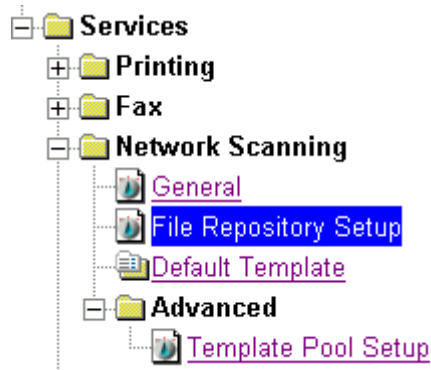 Services
Printing
Fax
Network Scanning
General
File Repository Setup
Default Template
Advanced
Template Pool Setup